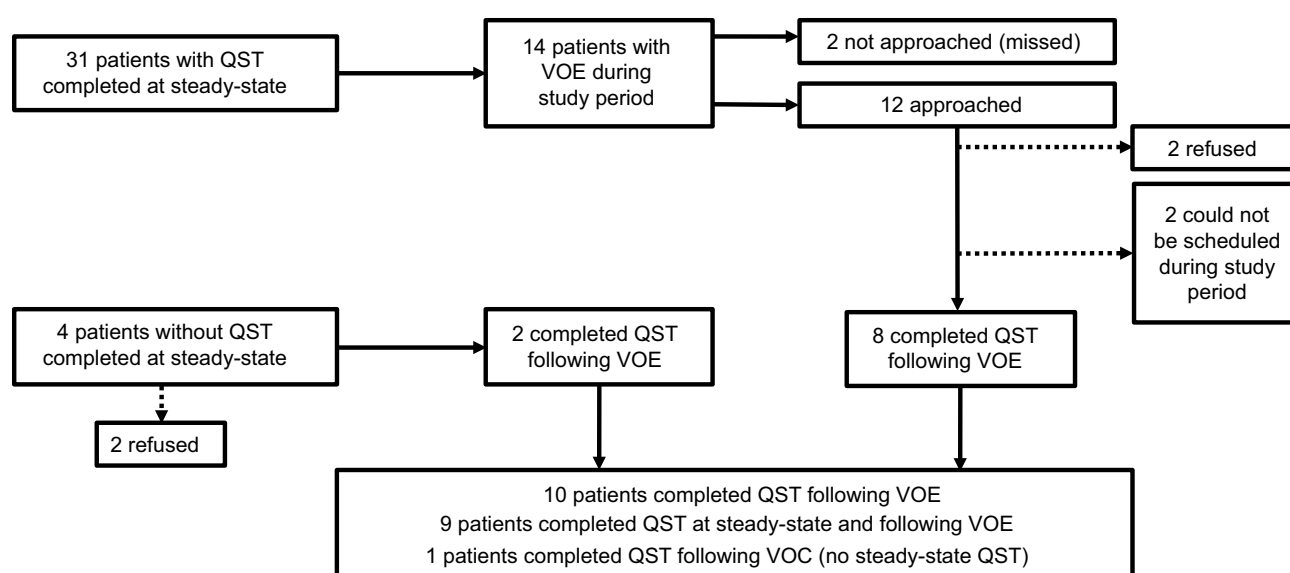 31 patients with QST
completed at steady-state
14 patients with
VOE during
study period
2 not approached (missed)
12 approached
2 refused
2 could not
be scheduled
during study
period
4 patients without QST
completed at steady-state
2 completed QST
following VOE
8 completed QST
following VOE
2 refused
10 patients completed QST following VOE
9 patients completed QST at steady-state and following VOE
1 patients completed QST following VOC (no steady-state QST)